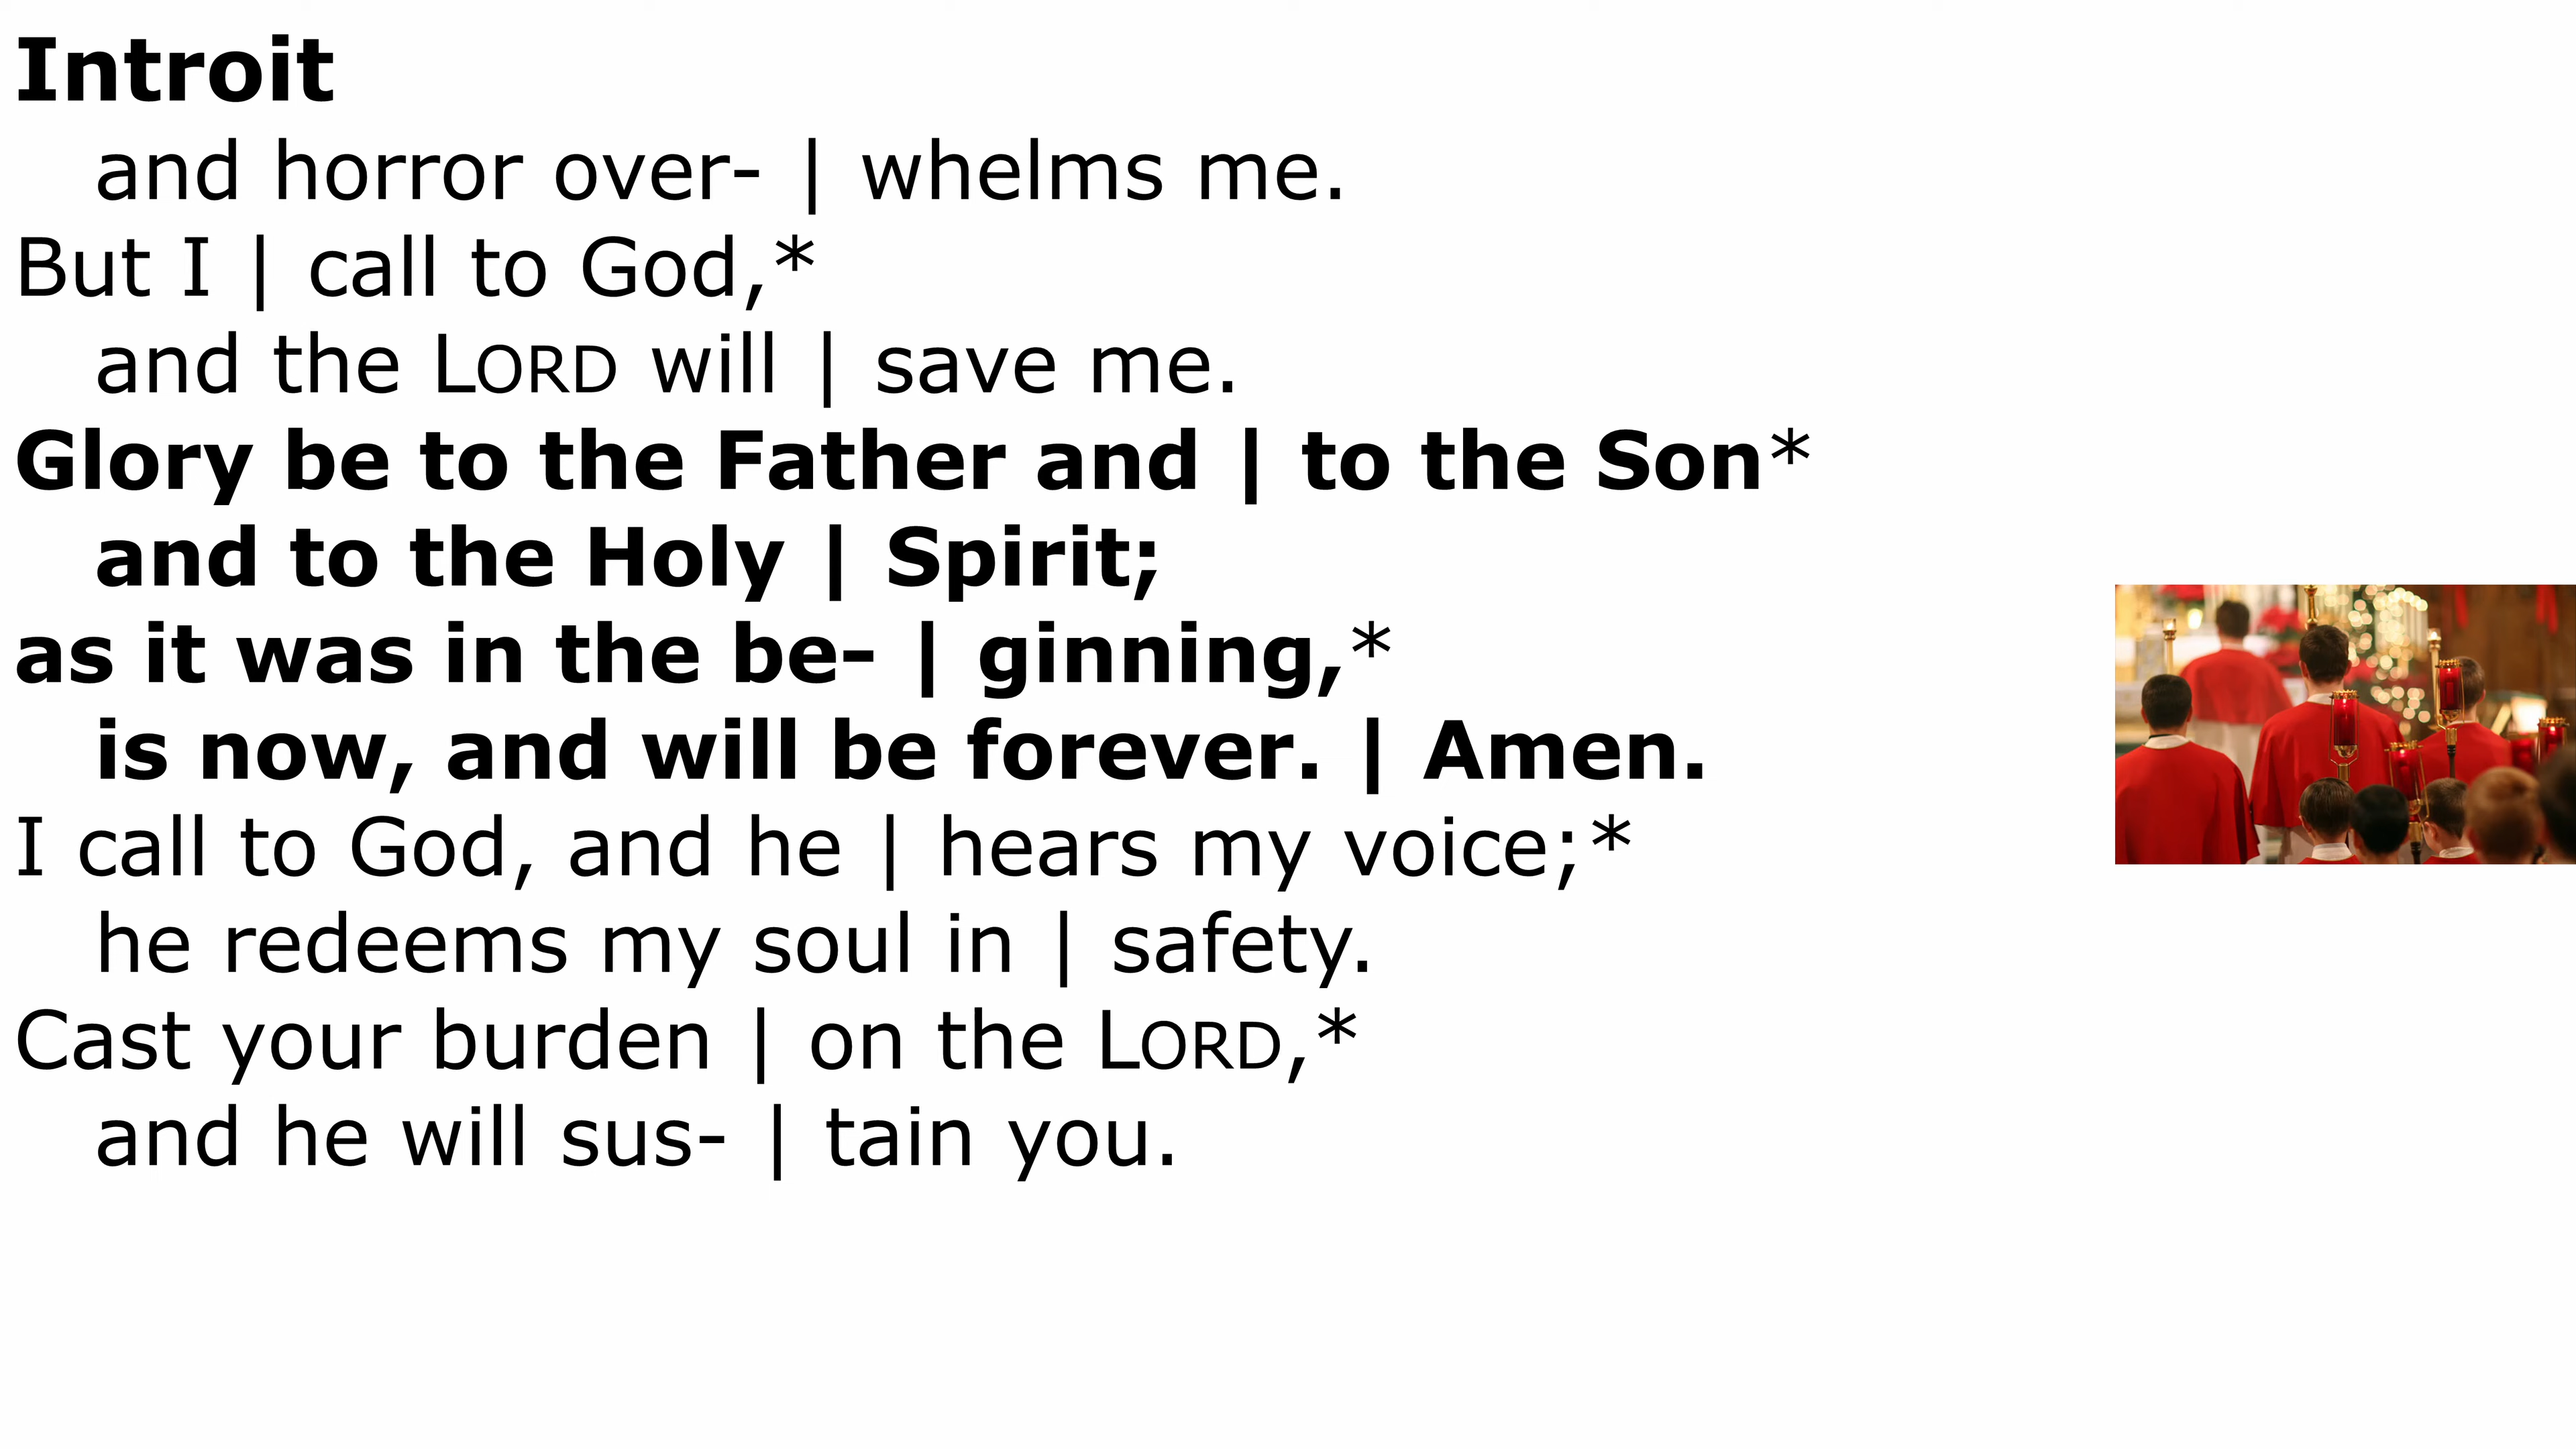 Introit
and horror over- | whelms me.
But I | call to God,*
and the LORD will | save me.
Glory be to the Father and | to the Son*
and to the Holy | Spirit;
as it was in the be- | ginning,*
is now, and will be forever. | Amen.
I call to God, and he | hears my voice;*
he redeems my soul in | safety.
Cast your burden | on the LORD,*
and he will sus- | tain you.